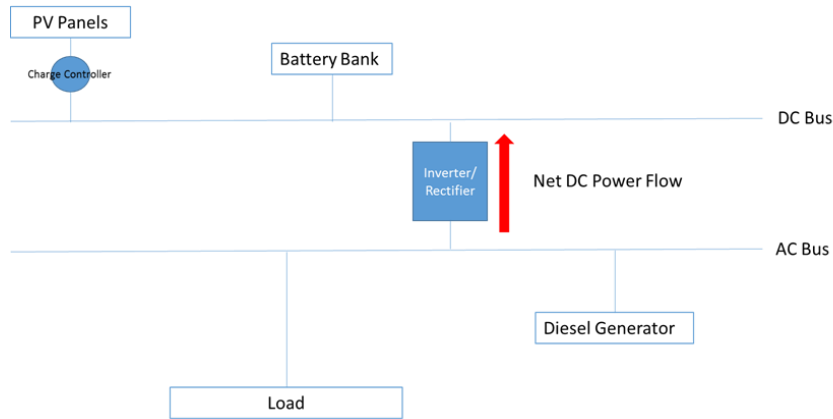 PV Panels
Charge Controller
Battery Bank
DC Bus
Inverter/
Rectifier
Net DC Power Flow
AC Bus
Diesel Generator
Load